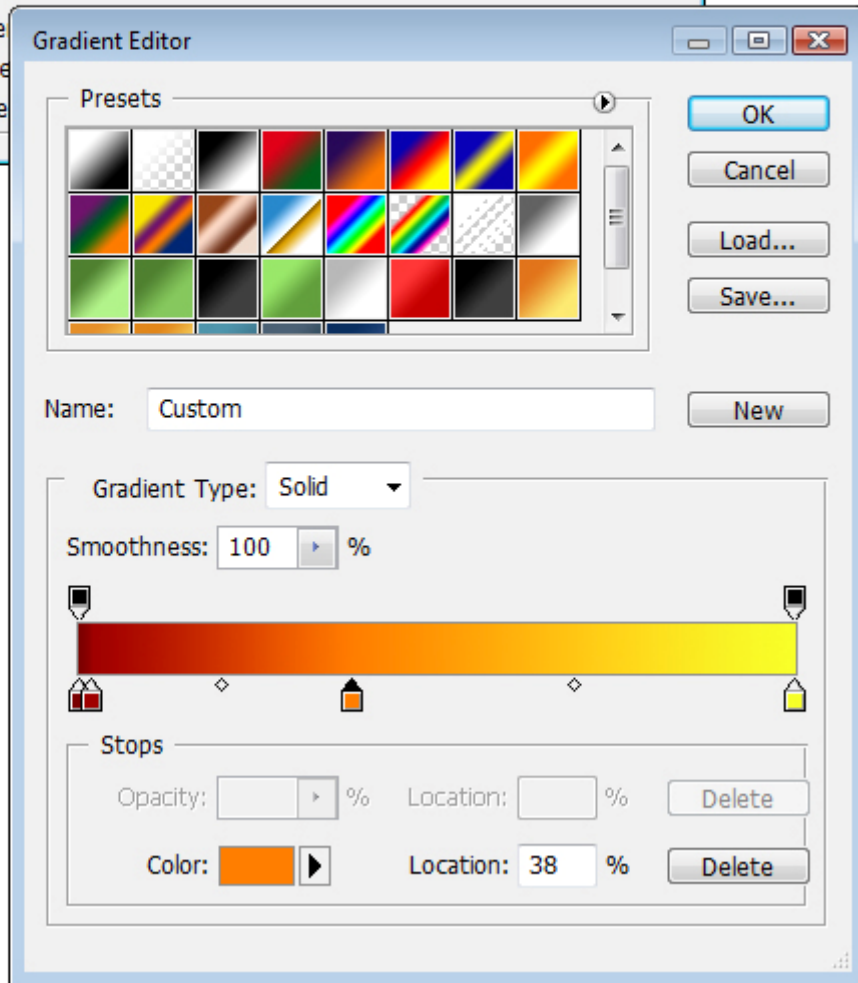 Gradient Editor
Presets
OK
Cancel
Load...
Save...
Name: Custom
New
Gradient Type: Solid
Smoothness: 100 %
Stops
Opacity: % Location: % Delete
Color: Location: 38 % Delete